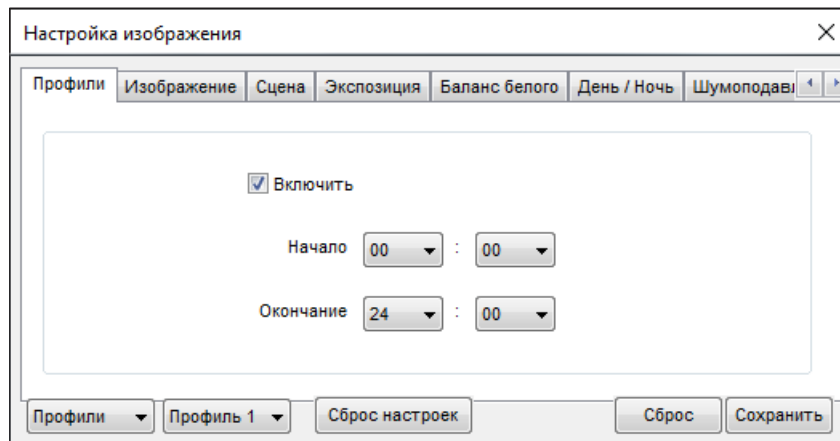 Настройка изображения
Профили Изображение Сцена Экспозиция Баланс белого День / Ночь Шумоподавл
Включить
Начало 00 : 00
Окончание 24 : 00
Профили Профиль 1 Сброс настроек Сброс Сохранить